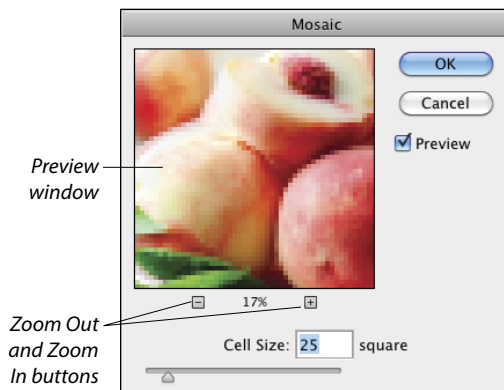 Mosaic
OK
Cancel
Preview
Preview
window
17%
Zoom Out
and Zoom
In buttons
Cell Size: 25 square